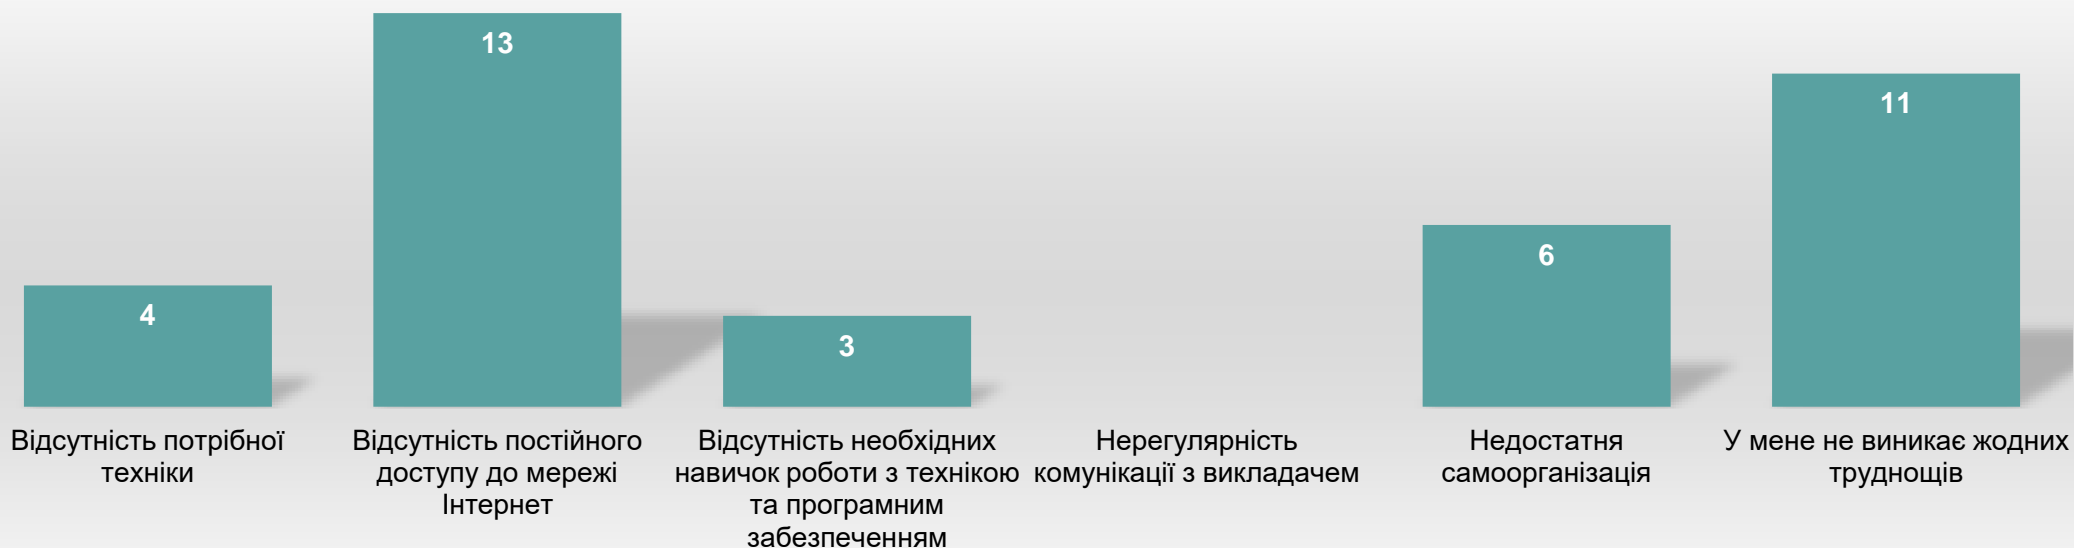 13
11
6
4
3
Відсутність потрібної
техніки
Відсутність постійного
доступу до мережі
Інтернет
Відсутність необхідних
навичок роботи з технікою
та програмним
забезпеченням
Нерегулярність
комунікації з викладачем
Недостатня
самоорганізація
У мене не виникає жодних
труднощів